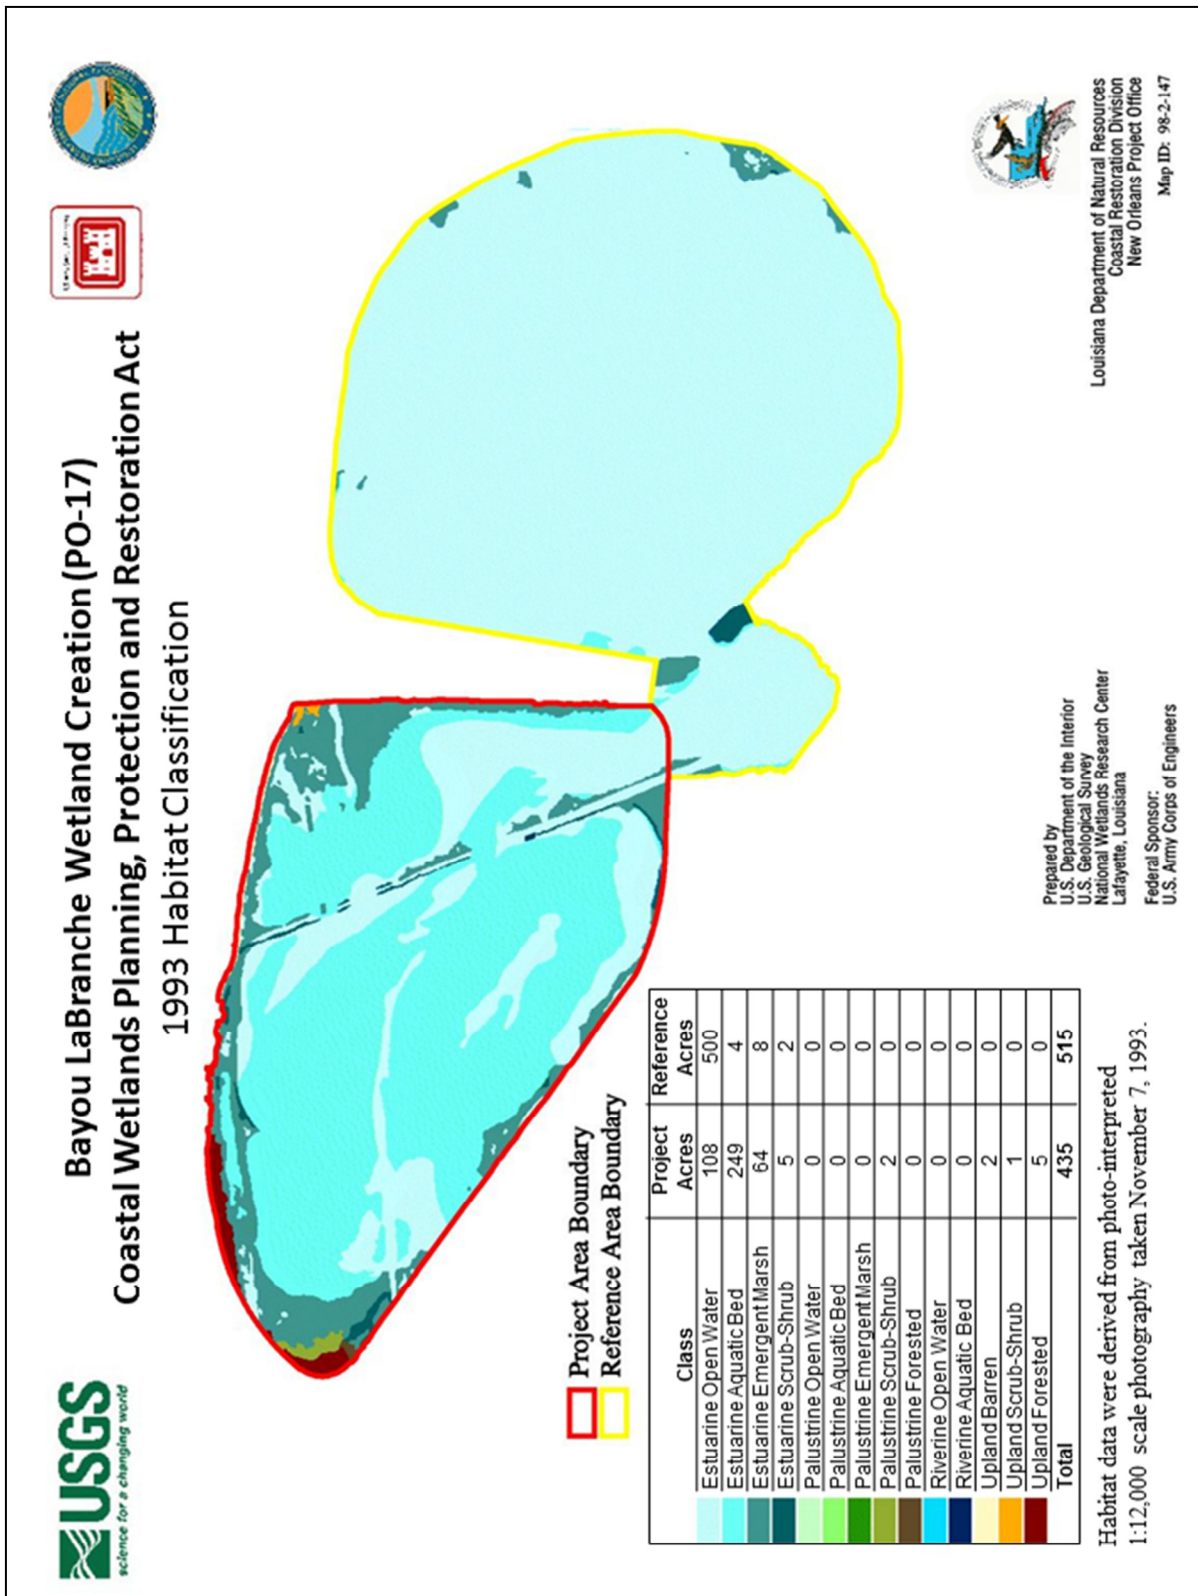 USGS
science for a changing world
Bayou LaBranche Wetland Creation (PO-17)
Coastal Wetlands Planning, Protection and Restoration Act
1993 Habitat Classification
Project Area Boundary
Reference Area Boundary
Class Project Acres Reference Acres
Estuarine Open Water 108 500
Estuarine Aquatic Bed 249 4
Estuarine Emergent Marsh 64 8
Estuarine Scrub-Shrub 5 2
Palustrine Open Water 0 0
Palustrine Aquatic Bed 0 0
Palustrine Emergent Marsh 0 0
Palustrine Scrub-Shrub 2 0
Palustrine Forested 0 0
Riverine Open Water 0 0
Riverine Aquatic Bed 0 0
Upland Barren 2 0
Upland Scrub-Shrub 1 0
Upland Forested 5 0
Total 435 515
Habitat data were derived from photo-interpreted
1:12,000 scale photography taken November 7, 1993.
Prepared by
U.S. Department of the Interior
U.S. Geological Survey
National Wetlands Research Center
Lafayette, Louisiana
Federal Sponsor:
U.S. Army Corps of Engineers
Louisiana Department of Natural Resources
Coastal Restoration Division
New Orleans Project Office
Map ID: 98-2-147